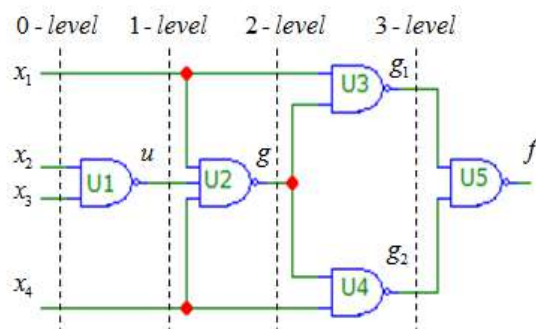 0 - level 1 - level 2 - level 3 - level
x1 U3 g1
x2 u g f
U1 U2 U5
x3
g2
x4 U4